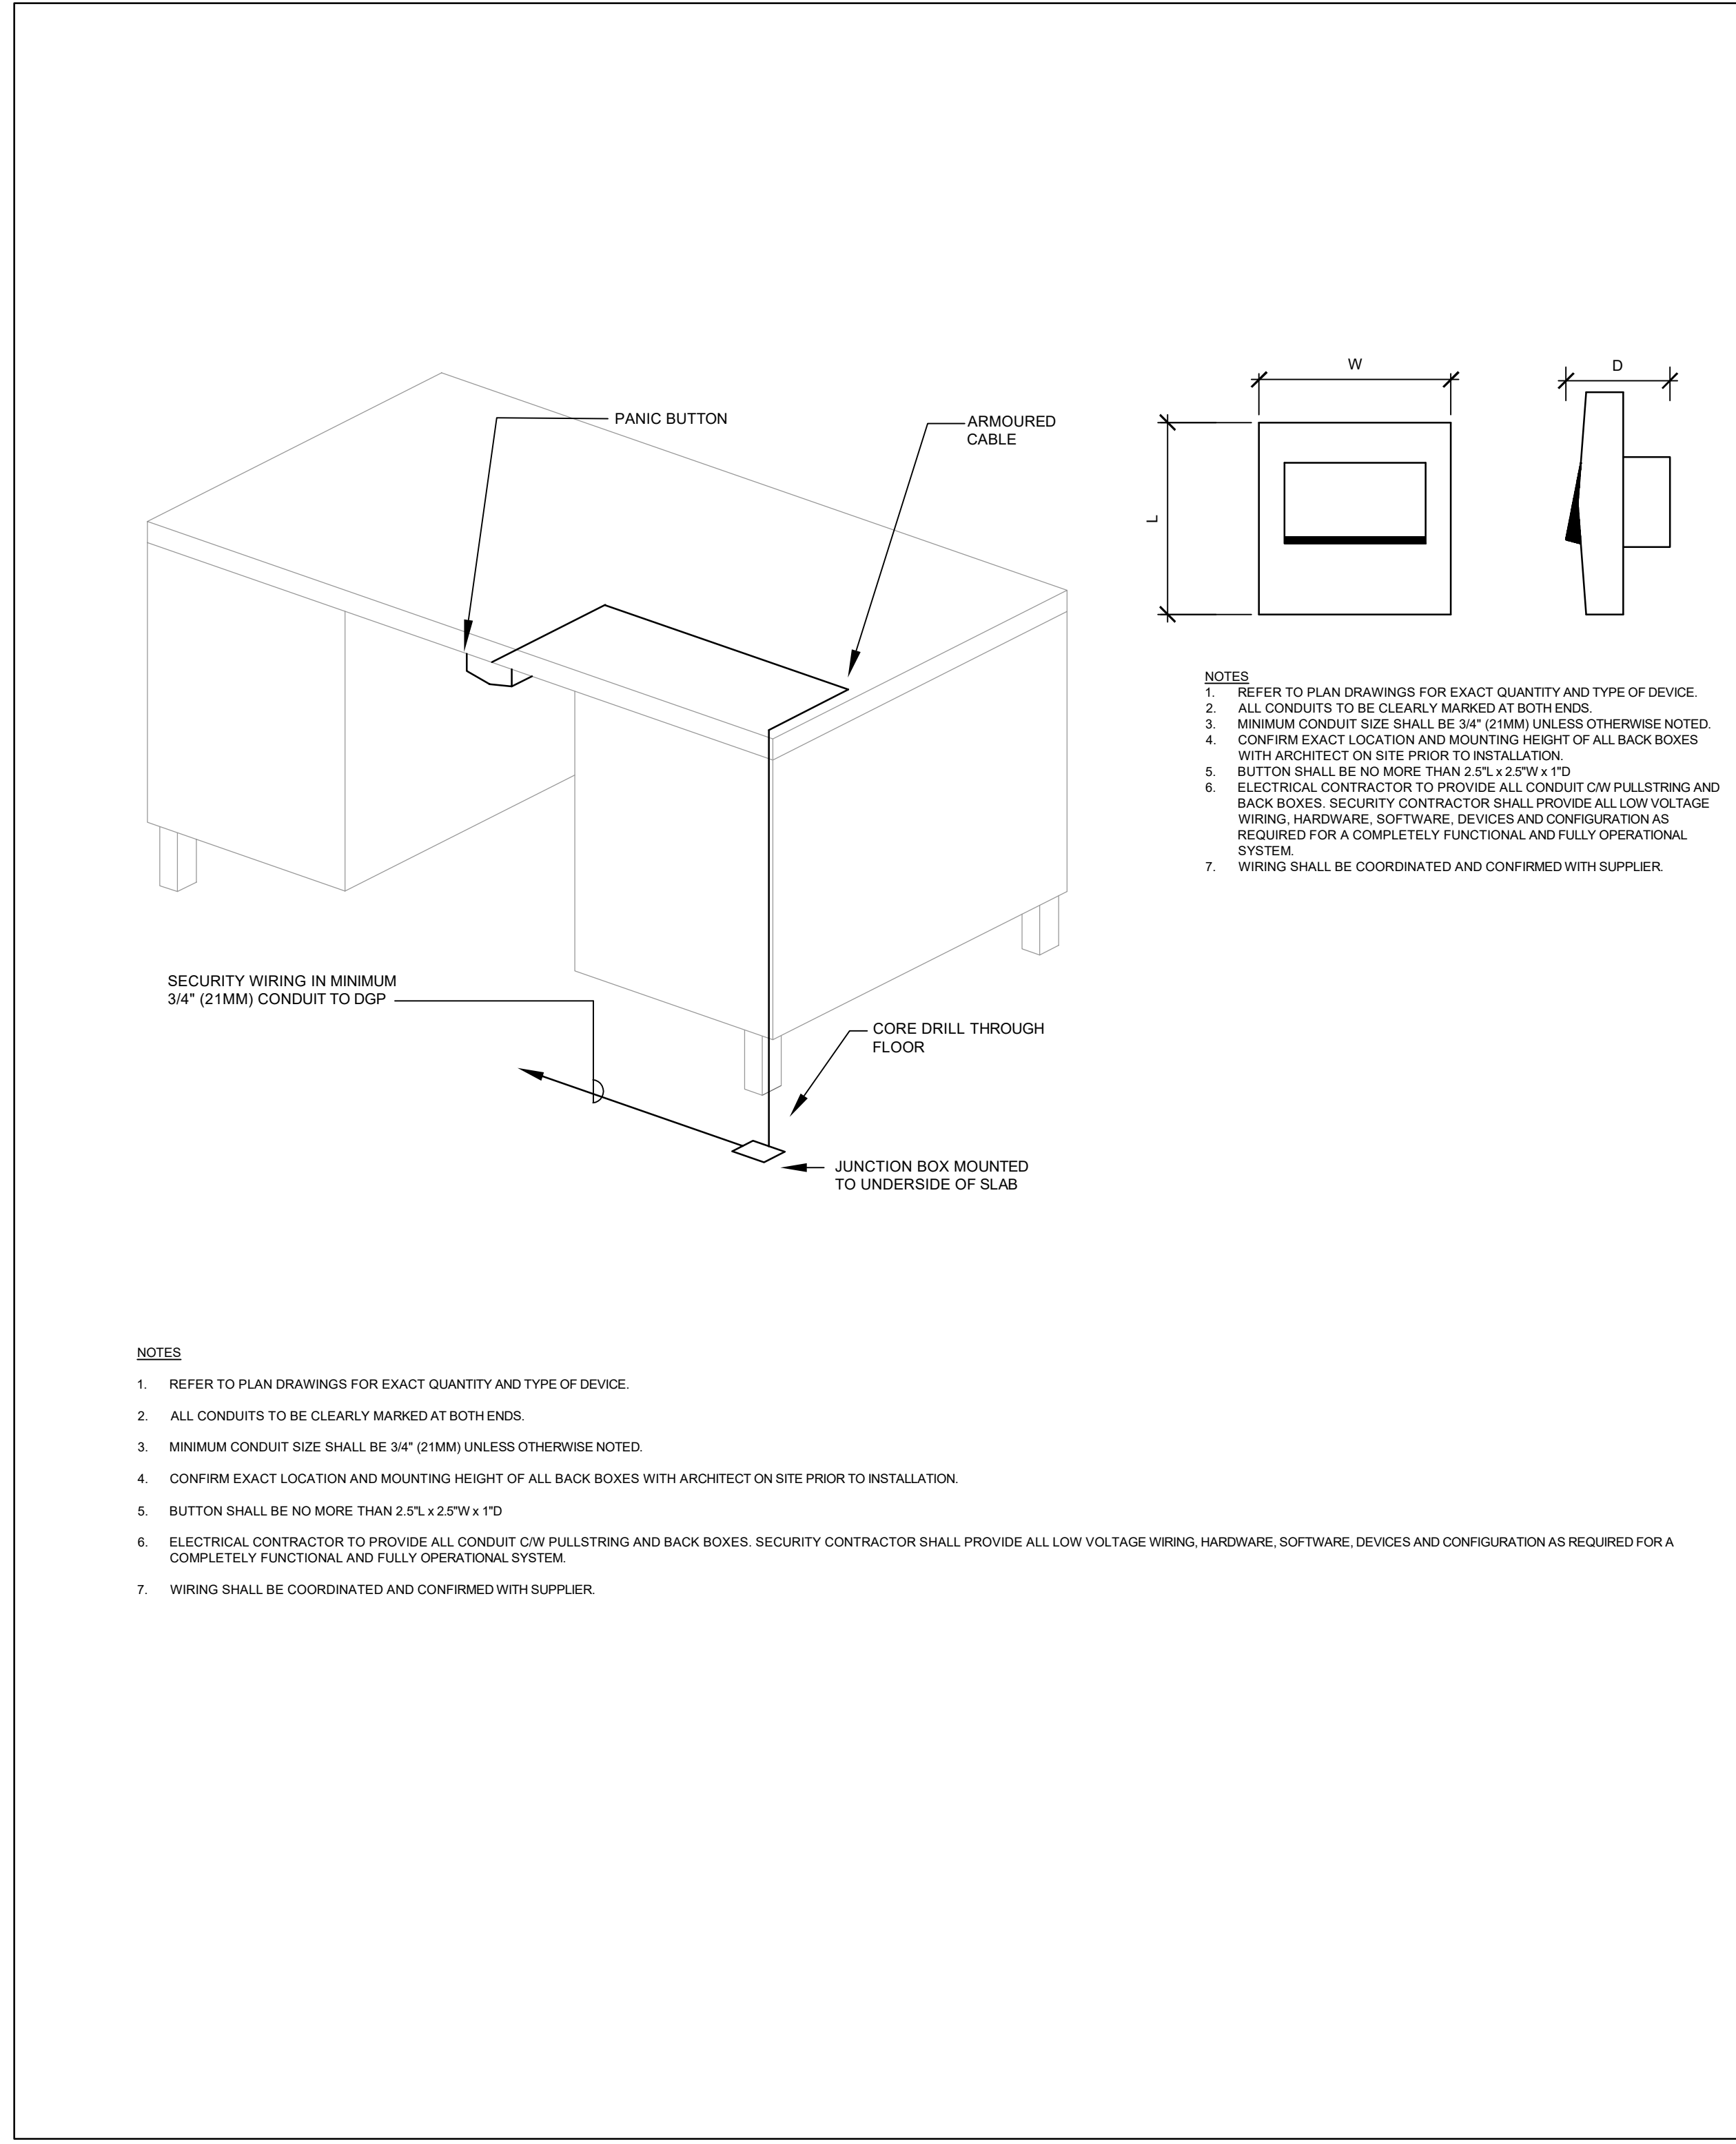 W
D
L
PANIC BUTTON
ARMOURED
CABLE
NOTES
1. REFER TO PLAN DRAWINGS FOR EXACT QUANTITY AND TYPE OF DEVICE.
2. ALL CONDUITS TO BE CLEARLY MARKED AT BOTH ENDS.
3. MINIMUM CONDUIT SIZE SHALL BE 3/4" (21MM) UNLESS OTHERWISE NOTED.
4. CONFIRM EXACT LOCATION AND MOUNTING HEIGHT OF ALL BACK BOXES
WITH ARCHITECT ON SITE PRIOR TO INSTALLATION.
5. BUTTON SHALL BE NO MORE THAN 2.5"L x 2.5"W x 1"D
6. ELECTRICAL CONTRACTOR TO PROVIDE ALL CONDUIT C/W PULLSTRING AND
BACK BOXES. SECURITY CONTRACTOR SHALL PROVIDE ALL LOW VOLTAGE
WIRING, HARDWARE, SOFTWARE, DEVICES AND CONFIGURATION AS
REQUIRED FOR A COMPLETELY FUNCTIONAL AND FULLY OPERATIONAL
SYSTEM.
7. WIRING SHALL BE COORDINATED AND CONFIRMED WITH SUPPLIER.
SECURITY WIRING IN MINIMUM
3/4" (21MM) CONDUIT TO DGP
CORE DRILL THROUGH
FLOOR
JUNCTION BOX MOUNTED
TO UNDERSIDE OF SLAB
NOTES
1. REFER TO PLAN DRAWINGS FOR EXACT QUANTITY AND TYPE OF DEVICE.
2. ALL CONDUITS TO BE CLEARLY MARKED AT BOTH ENDS.
3. MINIMUM CONDUIT SIZE SHALL BE 3/4" (21MM) UNLESS OTHERWISE NOTED.
4. CONFIRM EXACT LOCATION AND MOUNTING HEIGHT OF ALL BACK BOXES WITH ARCHITECT ON SITE PRIOR TO INSTALLATION.
5. BUTTON SHALL BE NO MORE THAN 2.5"L x 2.5"W x 1"D
6. ELECTRICAL CONTRACTOR TO PROVIDE ALL CONDUIT C/W PULLSTRING AND BACK BOXES. SECURITY CONTRACTOR SHALL PROVIDE ALL LOW VOLTAGE WIRING, HARDWARE, SOFTWARE, DEVICES AND CONFIGURATION AS REQUIRED FOR A
COMPLETELY FUNCTIONAL AND FULLY OPERATIONAL SYSTEM.
7. WIRING SHALL BE COORDINATED AND CONFIRMED WITH SUPPLIER.